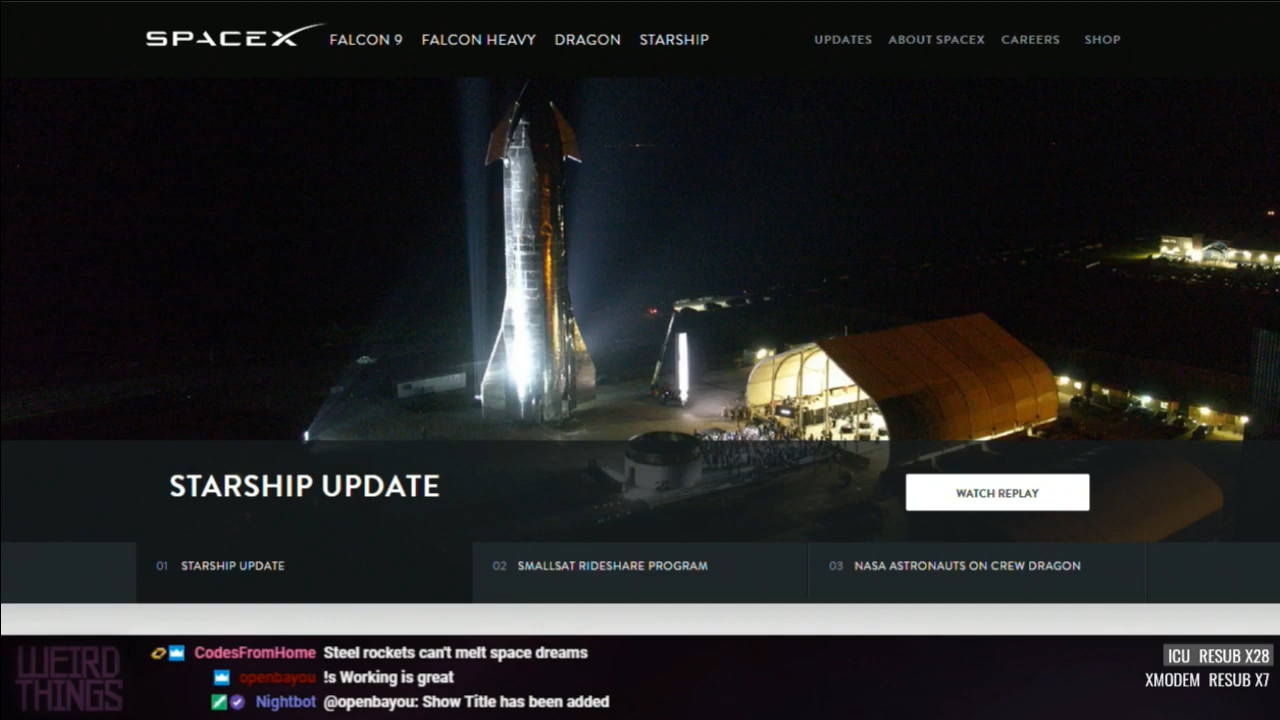 SPACEX FALCON 9 FALCON HEAVY DRAGON STARSHIP UPDATES ABOUT SPACEX CAREERS SHOP
STARSHIP UPDATE
WATCH REPLAY
01 STARSHIP UPDATE 02 SMALLSAT RIDESHARE PROGRAM 03 NASA ASTRONAUTS ON CREW DRAGON
WEIRD
THINGS
CodesFromHome Steel rockets can't melt space dreams
openbayou !s Working is great
Nightbot @openbayou: Show Title has been added
ICU RESUB X28
XMODEM RESUB X7